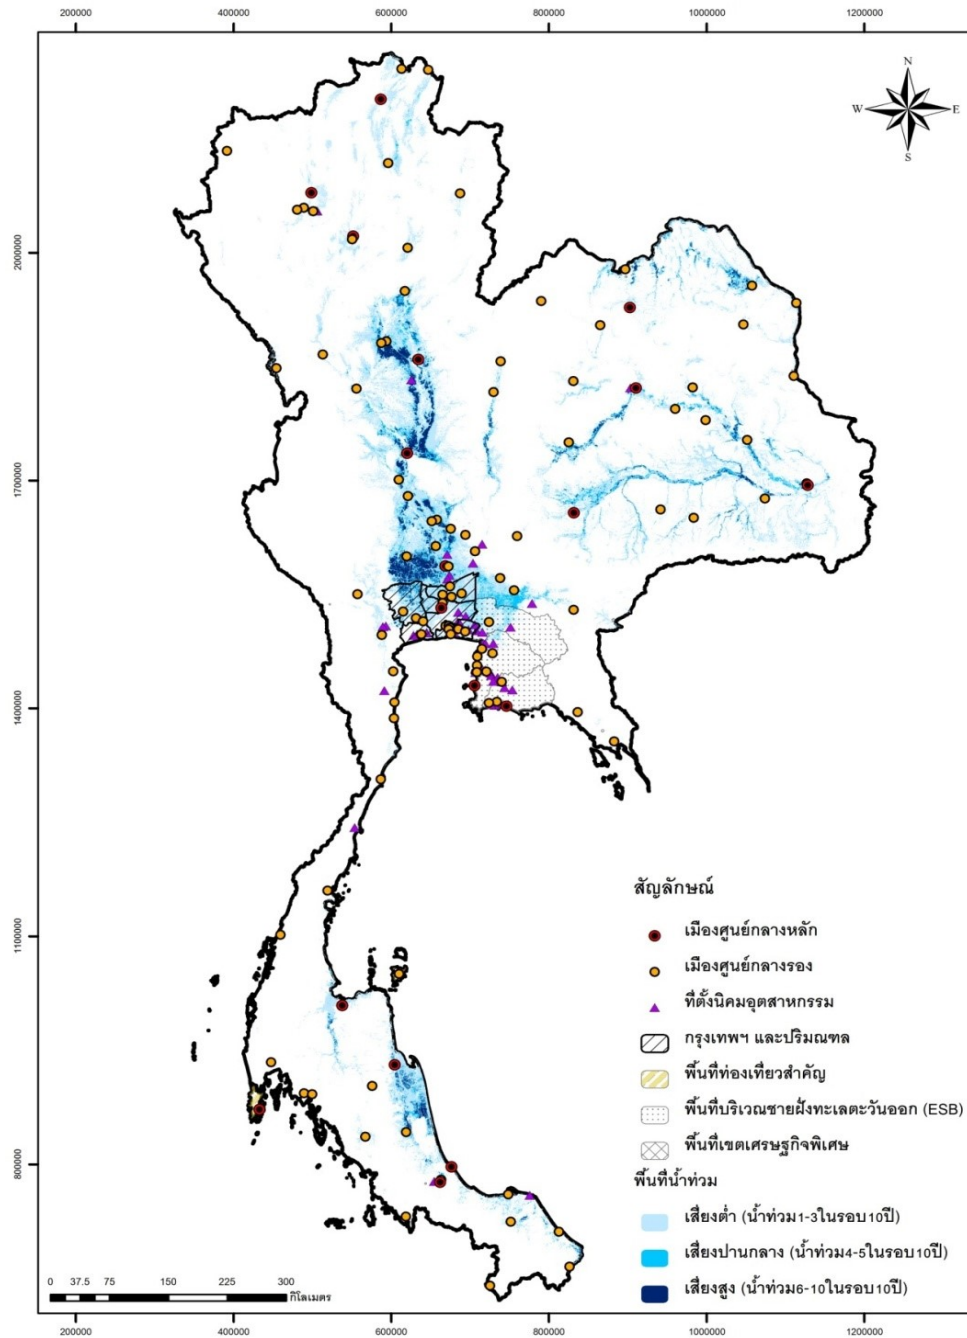 200000 400000 600000 800000 1000000 1200000
N
W E
S
2000000
1700000
1400000
1100000
800000
สัญลักษณ์
เมืองศูนย์กลางหลัก
เมืองศูนย์กลางรอง
ที่ตั้งนิคมอุตสาหกรรม
กรุงเทพฯ และปริมณฑล
พื้นที่ท่องเที่ยวสำคัญ
พื้นที่บริเวณชายฝั่งทะเลตะวันออก (ESB)
พื้นที่เขตเศรษฐกิจพิเศษ
พื้นที่น้ำท่วม
เสี่ยงต่ำ (น้ำท่วม1-3ในรอบ10ปี)
เสี่ยงปานกลาง (น้ำท่วม4-5ในรอบ10ปี)
เสี่ยงสูง (น้ำท่วม6-10ในรอบ10ปี)
0 37.5 75 150 225 300
กิโลเมตร
2000000
1700000
1400000
1100000
800000
200000 400000 600000 800000 1000000 1200000